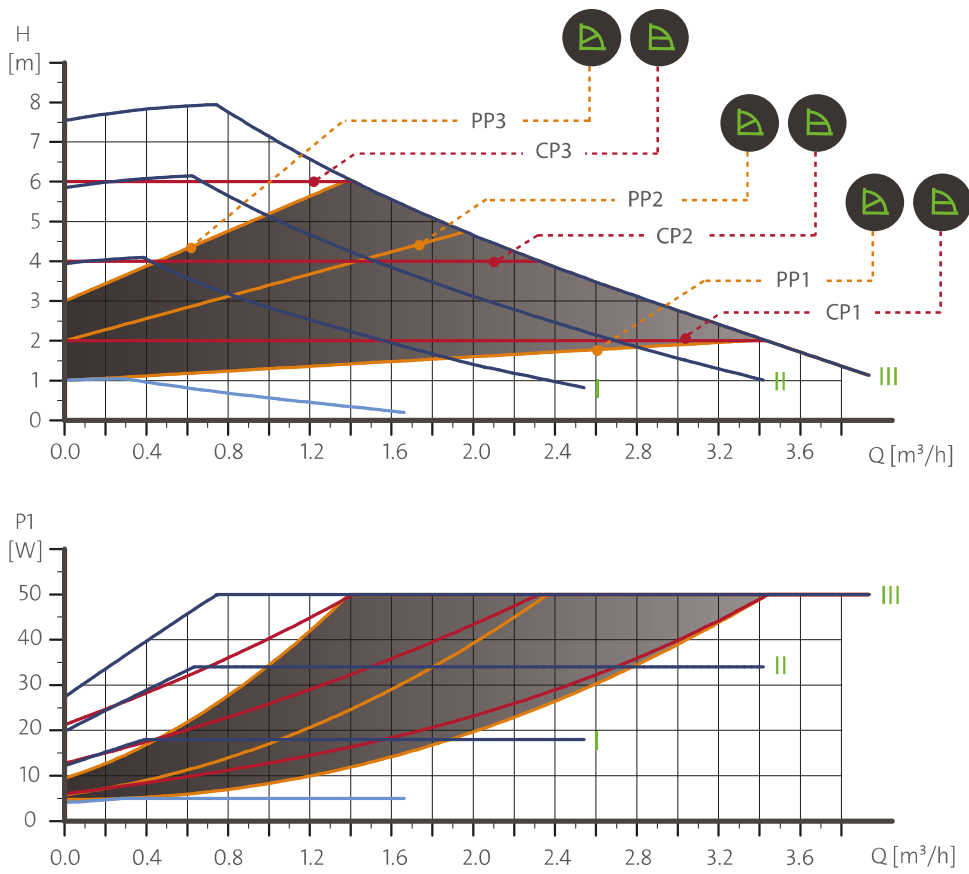 H
[m]
8
7
6
5
4
3
2
1
0
PP3
CP3
PP2
CP2
PP1
CP1
I
II
III
0.0 0.4 0.8 1.2 1.6 2.0 2.4 2.8 3.2 3.6 Q [m³/h]
P1
[W]
50
40
30
20
10
0
III
II
I
0.0 0.4 0.8 1.2 1.6 2.0 2.4 2.8 3.2 3.6 Q [m³/h]